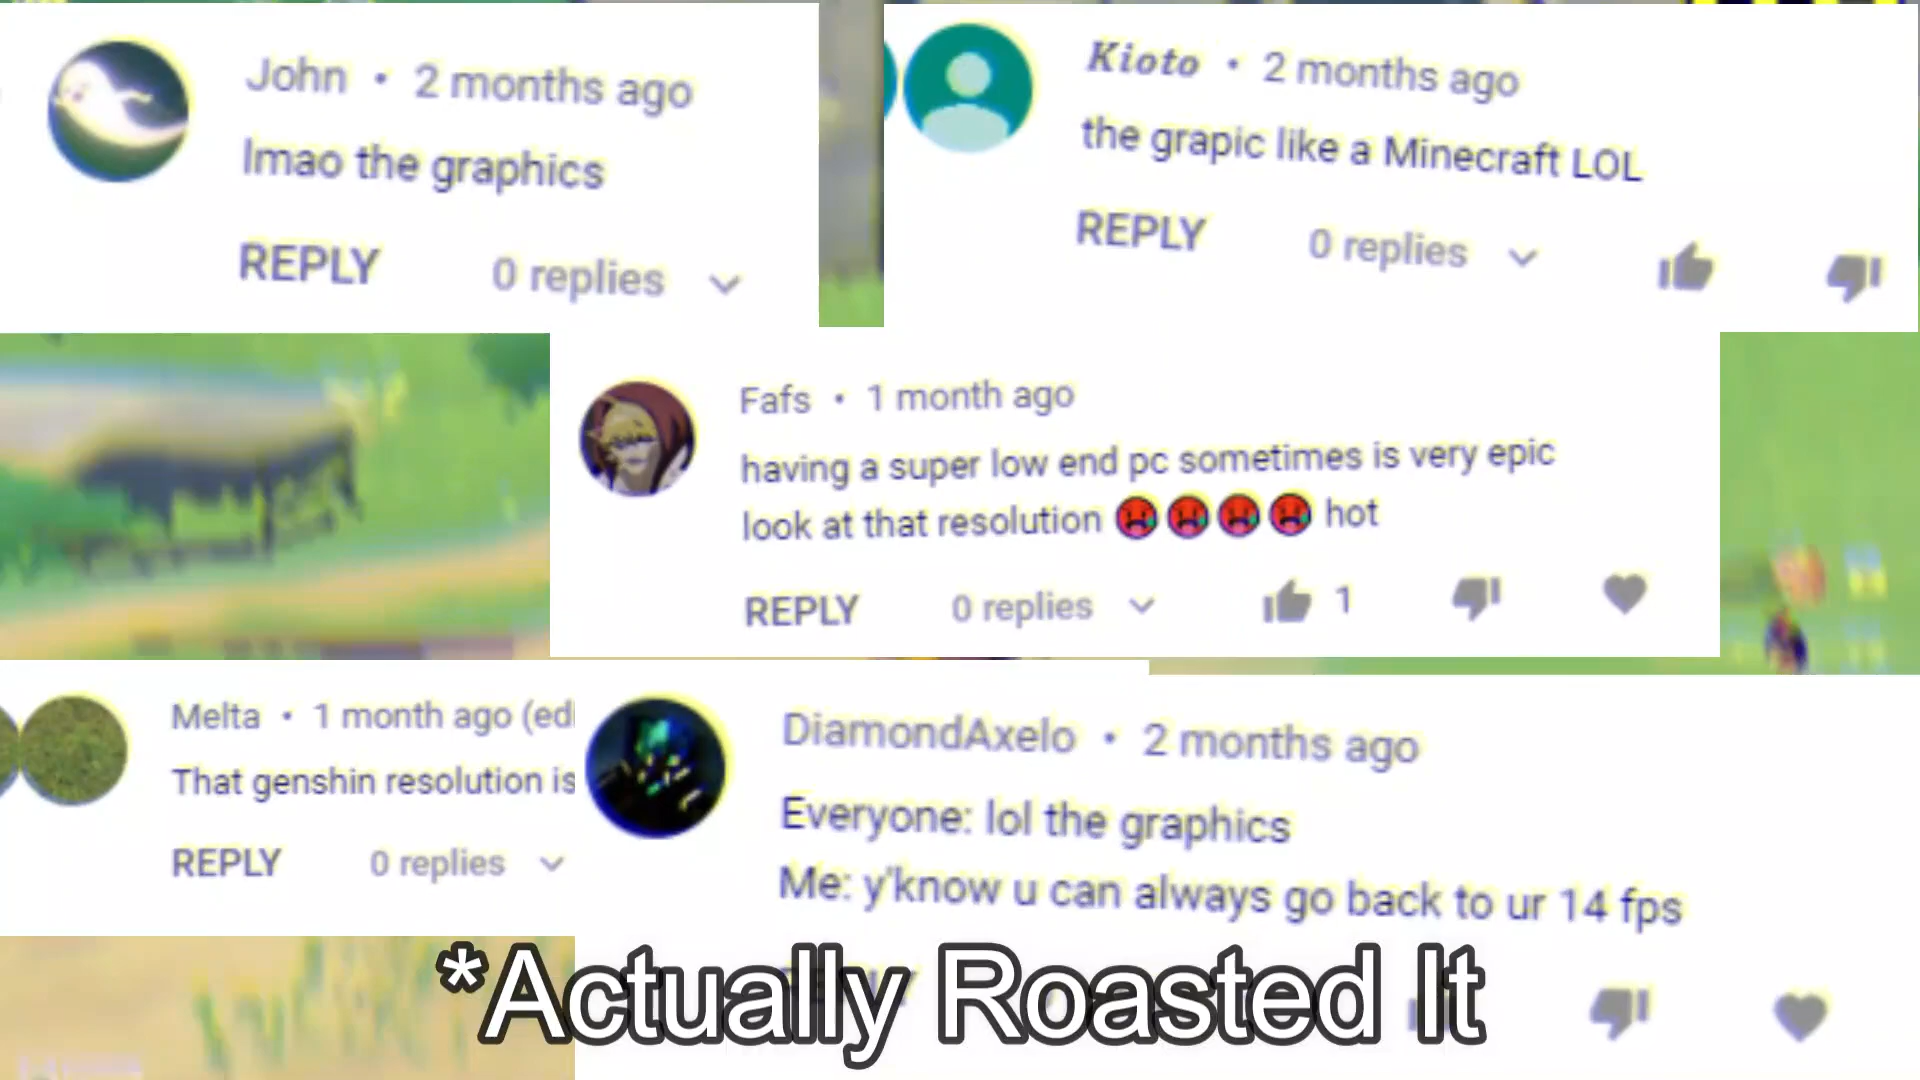 John • 2 months ago
lmao the graphics
REPLY 0 replies
Kioto • 2 months ago
the grapic like a Minecraft LOL
REPLY 0 replies
Fafs • 1 month ago
having a super low end pc sometimes is very epic
look at that resolution 🥵🥵🥵🥵 hot
REPLY 0 replies 1
Melta • 1 month ago (edi
That genshin resolution is
REPLY 0 replies
DiamondAxelo • 2 months ago
Everyone: lol the graphics
Me: y'know u can always go back to ur 14 fps
*Actually Roasted It